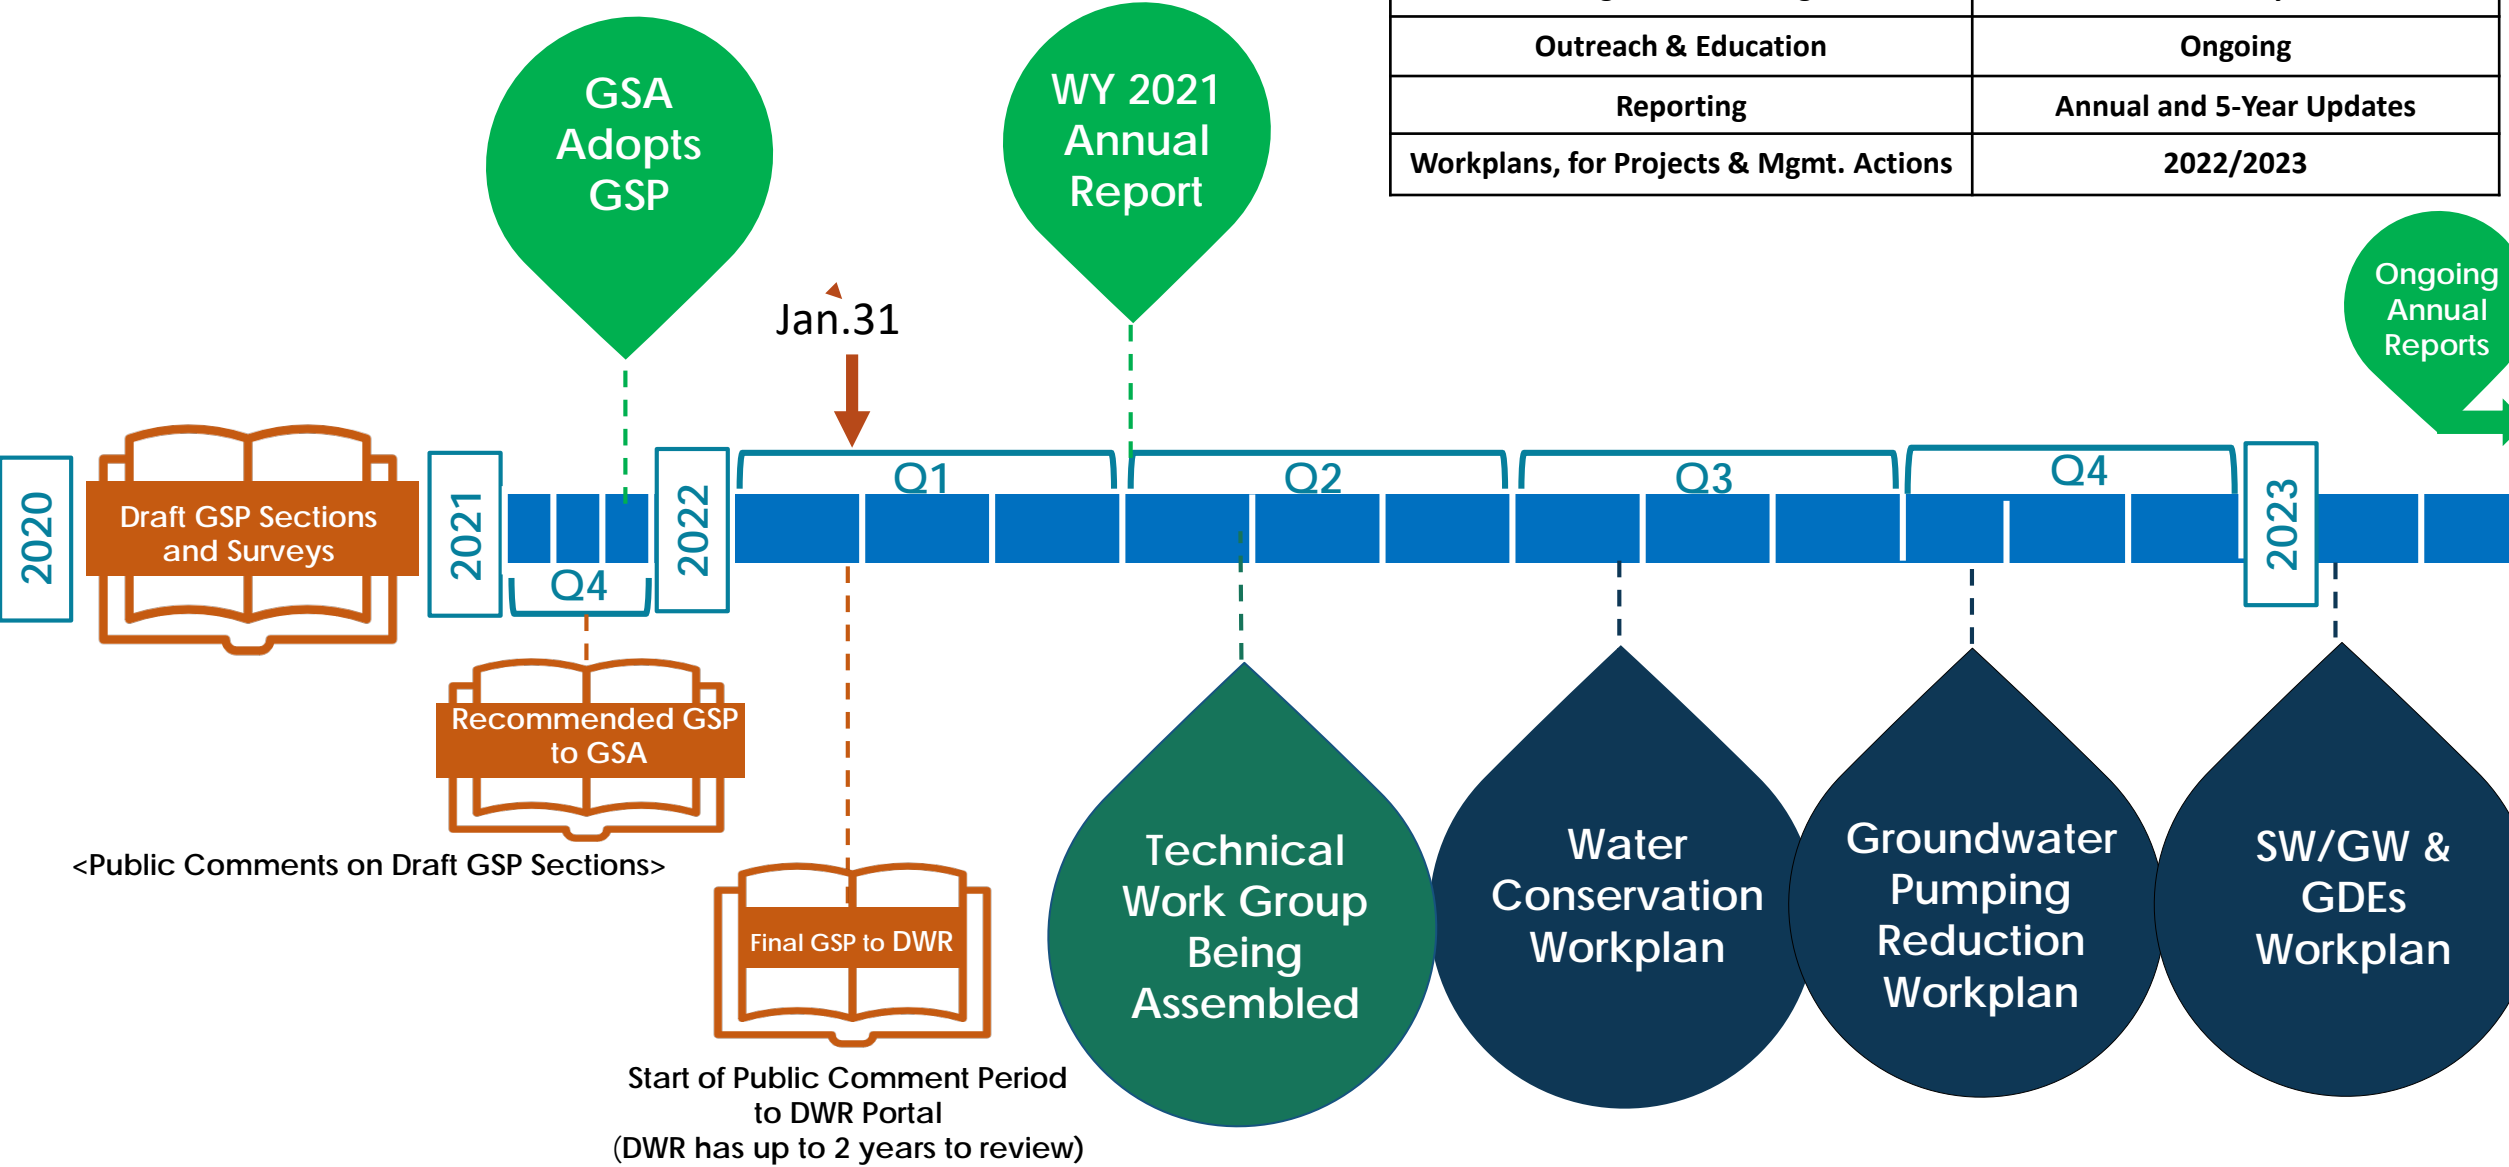 Outreach & Education Ongoing
Reporting Annual and 5-Year Updates
Workplans, for Projects & Mgmt. Actions 2022/2023
GSA
Adopts
GSP
WY 2021
Annual
Report
Ongoing
Annual
Reports
Jan.31
2020
Draft GSP Sections
and Surveys
2021
Q4
2022
Q1
Q2
Q3
Q4
2023
Recommended GSP
to GSA
<Public Comments on Draft GSP Sections>
Final GSP to DWR
Start of Public Comment Period
to DWR Portal
(DWR has up to 2 years to review)
Technical
Work Group
Being
Assembled
Water
Conservation
Workplan
Groundwater
Pumping
Reduction
Workplan
SW/GW &
GDEs
Workplan